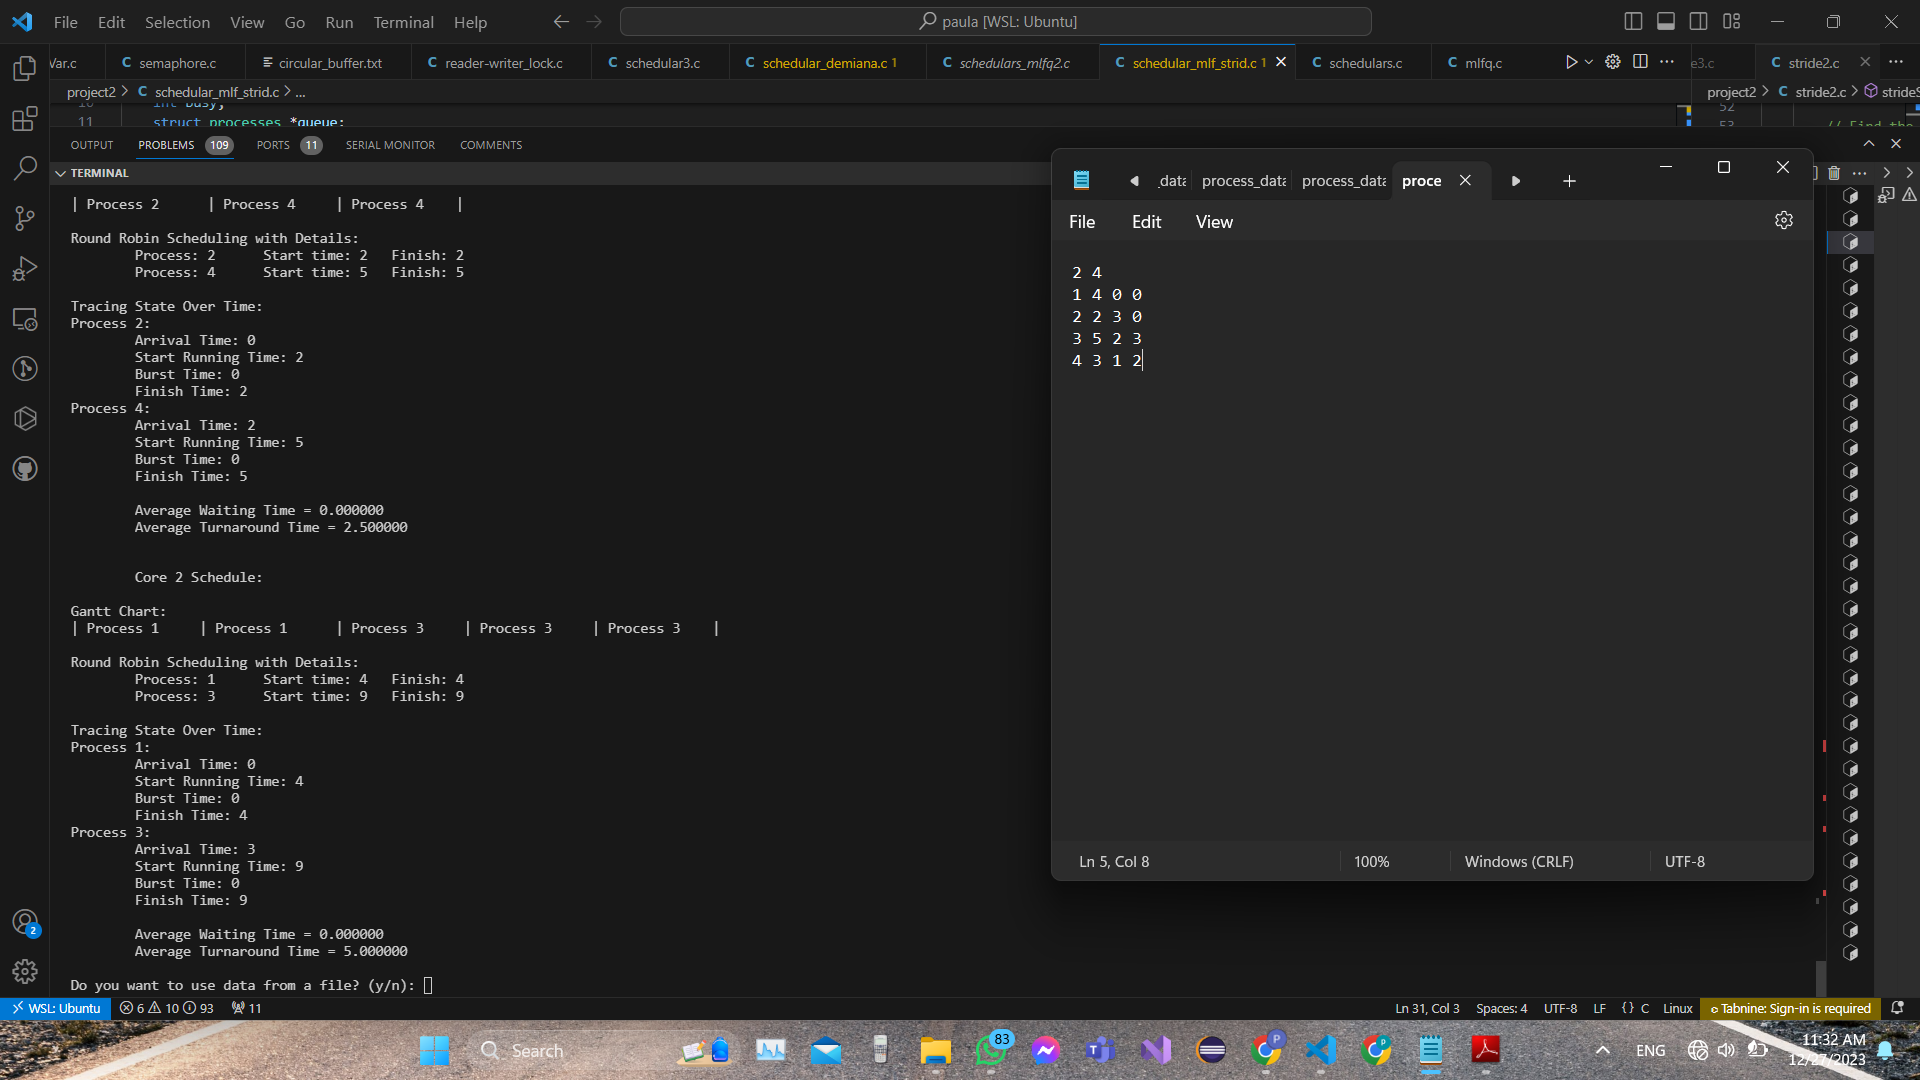 File Edit Selection View Go Run Terminal Help
paula [WSL: Ubuntu]
Var.c semaphore.c circular_buffer.txt reader-writer_lock.c schedular3.c schedular_demiana.c 1 schedulars_mlfq2.c schedular_mlf_strid.c 1 schedulars.c mlfq.c e3.c stride2.c
project2 > C schedular_mlf_strid.c > ...
project2 > C stride2.c > strideS
10 int busy;
11 struct processes *queue;
52
53 // Find the
OUTPUT PROBLEMS 109 PORTS 11 SERIAL MONITOR COMMENTS
TERMINAL
| Process 2 | Process 4 | Process 4 |
Round Robin Scheduling with Details:
Process: 2 Start time: 2 Finish: 2
Process: 4 Start time: 5 Finish: 5
Tracing State Over Time:
Process 2:
Arrival Time: 0
Start Running Time: 2
Burst Time: 0
Finish Time: 2
Process 4:
Arrival Time: 2
Start Running Time: 5
Burst Time: 0
Finish Time: 5
Average Waiting Time = 0.000000
Average Turnaround Time = 2.500000
Core 2 Schedule:
Gantt Chart:
| Process 1 | Process 1 | Process 3 | Process 3 | Process 3 |
Round Robin Scheduling with Details:
Process: 1 Start time: 4 Finish: 4
Process: 3 Start time: 9 Finish: 9
Tracing State Over Time:
Process 1:
Arrival Time: 0
Start Running Time: 4
Burst Time: 0
Finish Time: 4
Process 3:
Arrival Time: 3
Start Running Time: 9
Burst Time: 0
Finish Time: 9
Average Waiting Time = 0.000000
Average Turnaround Time = 5.000000
Do you want to use data from a file? (y/n):
_data process_data process_data proce
File Edit View
2 4
1 4 0 0
2 2 3 0
3 5 2 3
4 3 1 2
Ln 5, Col 8 100% Windows (CRLF) UTF-8
2
WSL: Ubuntu 6 10 93 11
Ln 31, Col 3 Spaces: 4 UTF-8 LF {} C Linux Tabnine: Sign-in is required
Search
83
ENG
11:32 AM
12/27/2023